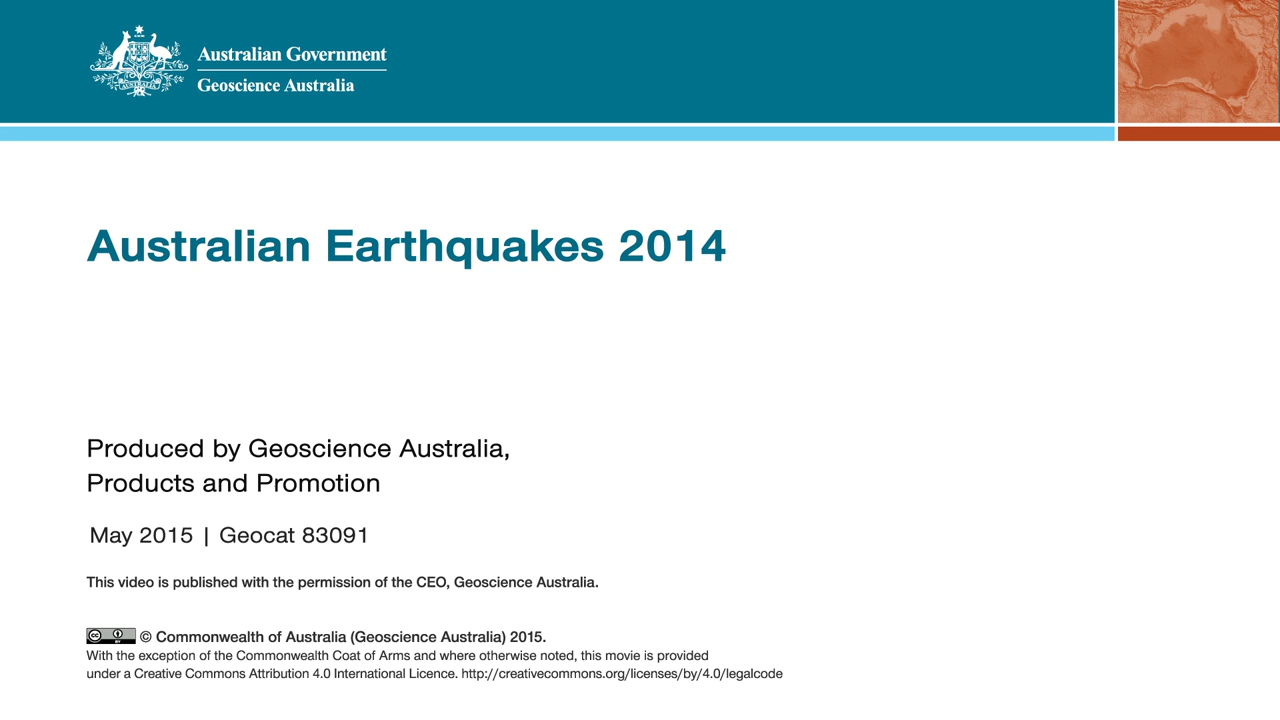 Australian Government
Geoscience Australia
Australian Earthquakes 2014
Produced by Geoscience Australia,
Products and Promotion
May 2015 | Geocat 83091
This video is published with the permission of the CEO, Geoscience Australia.
cc BY © Commonwealth of Australia (Geoscience Australia) 2015.
With the exception of the Commonwealth Coat of Arms and where otherwise noted, this movie is provided
under a Creative Commons Attribution 4.0 International Licence. http://creativecommons.org/licenses/by/4.0/legalcode